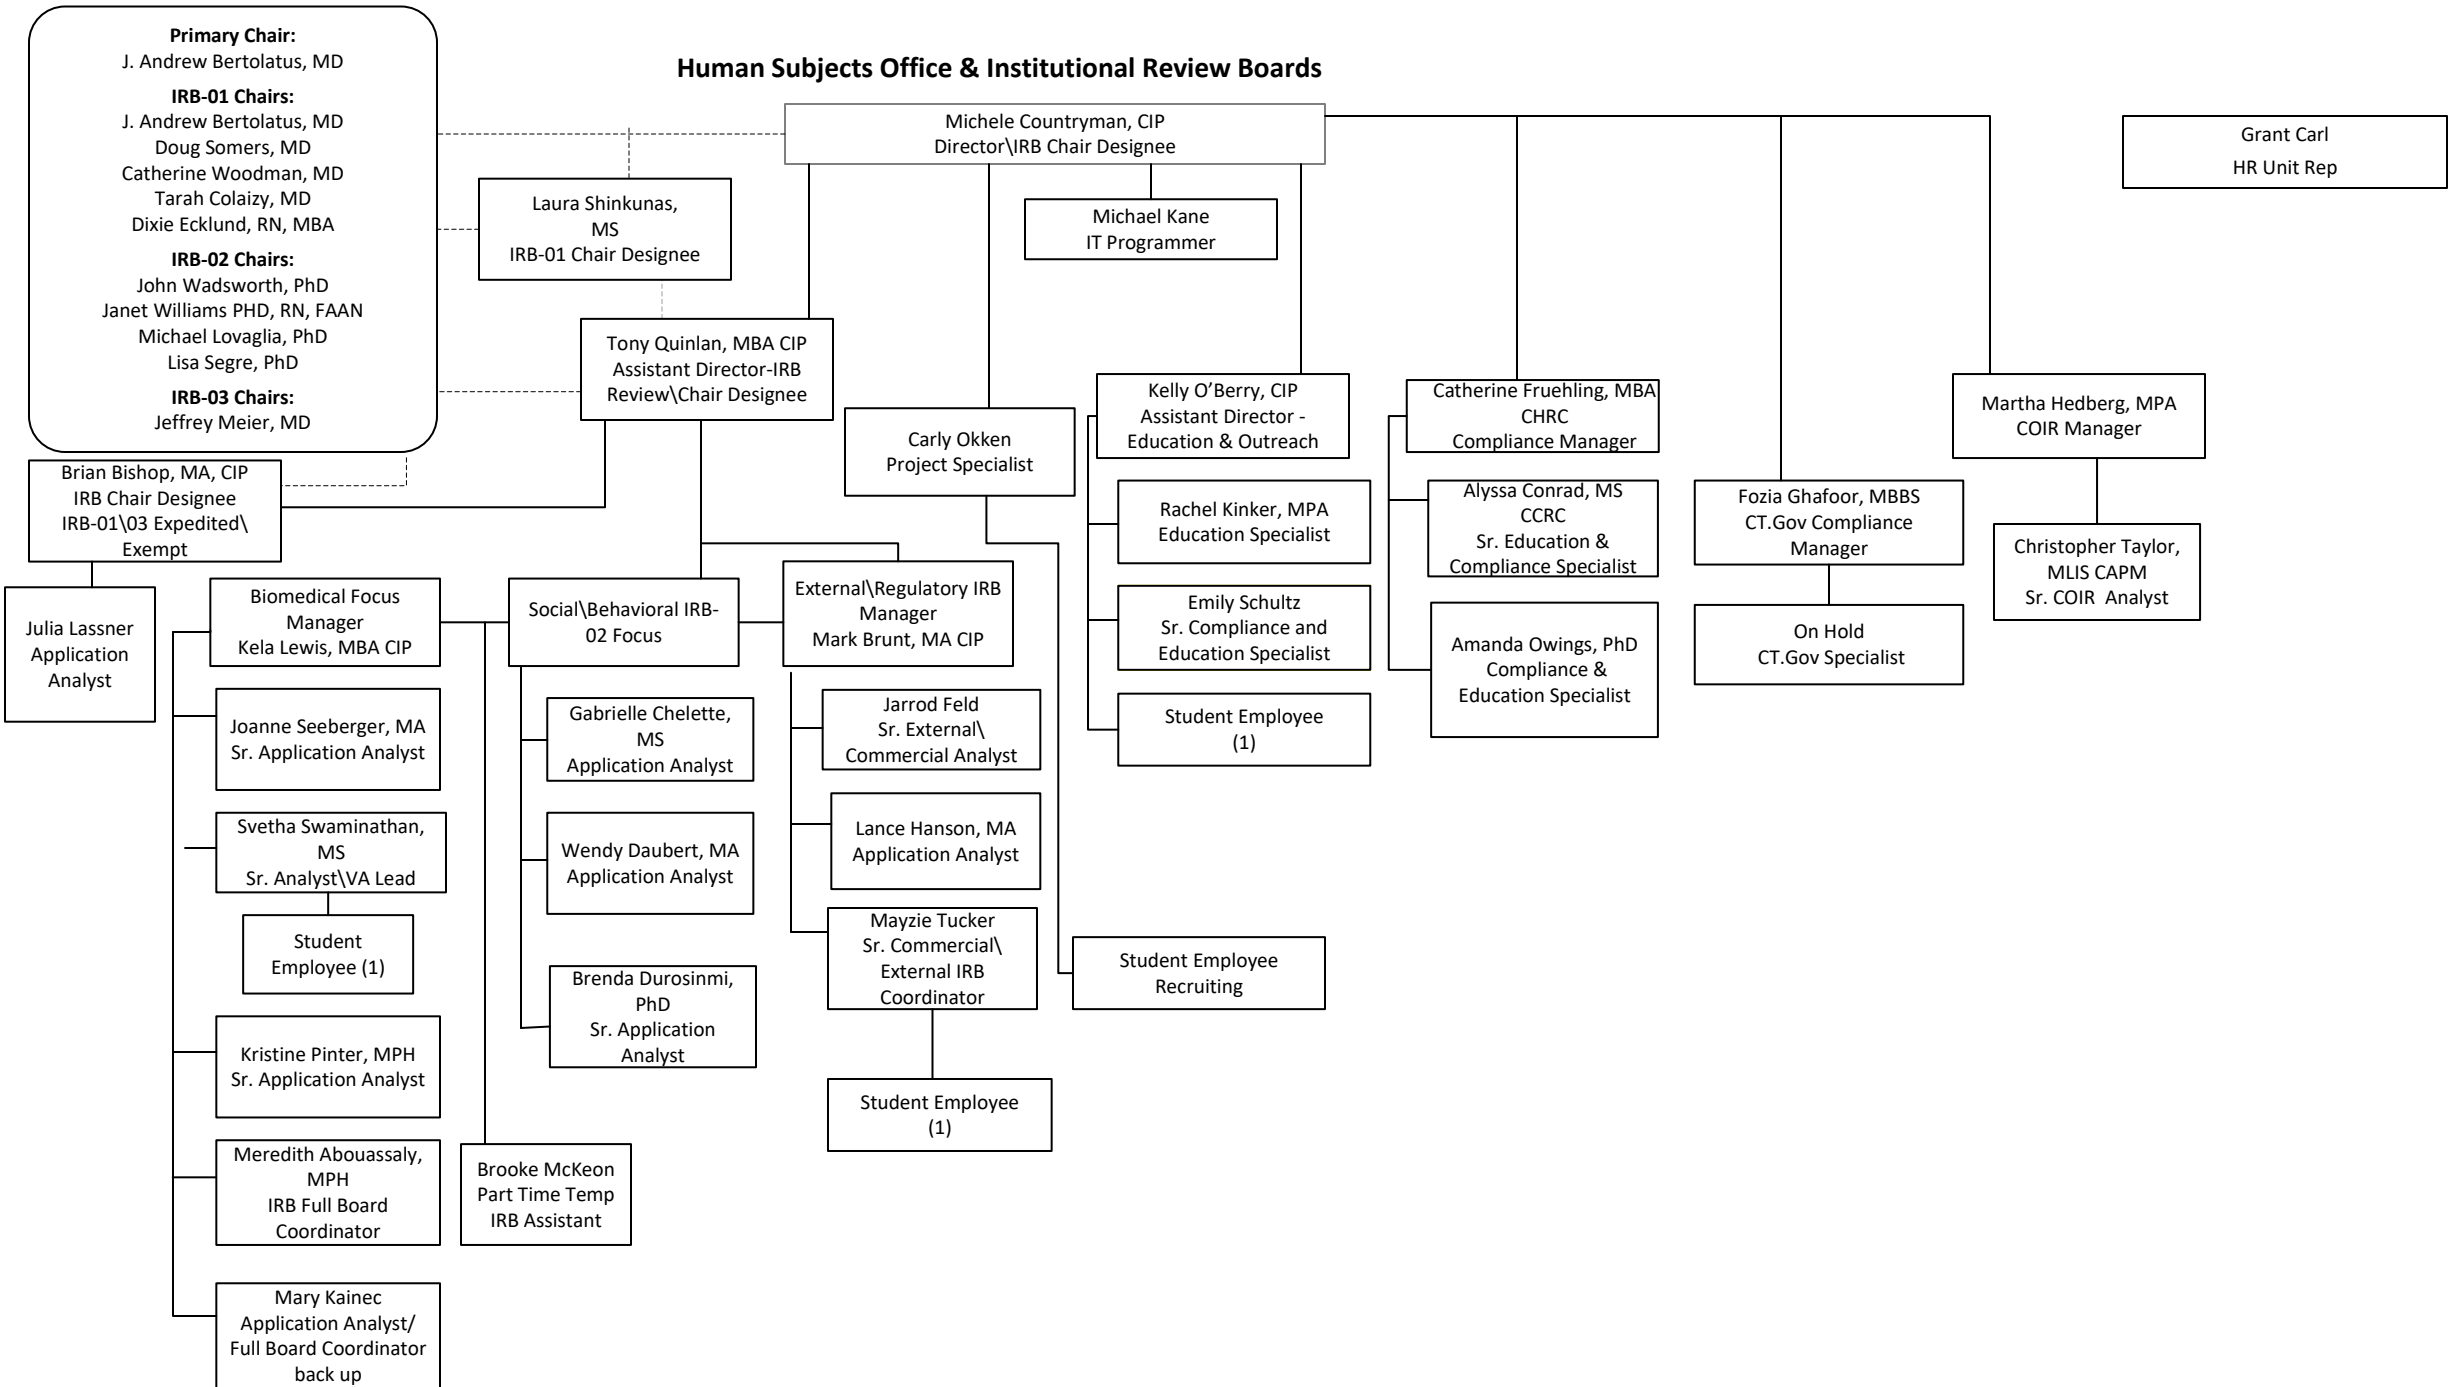 Primary Chair:
J. Andrew Bertolatus, MD
IRB-01 Chairs:
J. Andrew Bertolatus, MD
Doug Somers, MD
Catherine Woodman, MD
Tarah Colaizy, MD
Dixie Ecklund, RN, MBA
IRB-02 Chairs:
John Wadsworth, PhD
Janet Williams PHD, RN, FAAN
Michael Lovaglia, PhD
Lisa Segre, PhD
IRB-03 Chairs:
Jeffrey Meier, MD
Human Subjects Office & Institutional Review Boards
Michele Countryman, CIP
Director\IRB Chair Designee
Grant Carl
HR Unit Rep
Laura Shinkunas,
MS
IRB-01 Chair Designee
Michael Kane
IT Programmer
Tony Quinlan, MBA CIP
Assistant Director-IRB
Review\Chair Designee
Carly Okken
Project Specialist
Kelly O’Berry, CIP
Assistant Director -
Education & Outreach
Catherine Fruehling, MBA
CHRC
Compliance Manager
Martha Hedberg, MPA
COIR Manager
Brian Bishop, MA, CIP
IRB Chair Designee
IRB-01\03 Expedited\
Exempt
Rachel Kinker, MPA
Education Specialist
Alyssa Conrad, MS
CCRC
Sr. Education &
Compliance Specialist
Fozia Ghafoor, MBBS
CT.Gov Compliance
Manager
Christopher Taylor,
MLIS CAPM
Sr. COIR  Analyst
Julia Lassner
Application
Analyst
Biomedical Focus
Manager
Kela Lewis, MBA CIP
Social\Behavioral IRB-
02 Focus
External\Regulatory IRB
Manager
Mark Brunt, MA CIP
Emily Schultz
Sr. Compliance and
Education Specialist
Amanda Owings, PhD
Compliance &
Education Specialist
On Hold
CT.Gov Specialist
Joanne Seeberger, MA
Sr. Application Analyst
Gabrielle Chelette,
MS
Application Analyst
Jarrod Feld
Sr. External\
Commercial Analyst
Student Employee
(1)
Svetha Swaminathan,
MS
Sr. Analyst\VA Lead
Wendy Daubert, MA
Application Analyst
Lance Hanson, MA
Application Analyst
Student
Employee (1)
Brenda Durosinmi,
PhD
Sr. Application
Analyst
Mayzie Tucker
Sr. Commercial\
External IRB
Coordinator
Student Employee
Recruiting
Kristine Pinter, MPH
Sr. Application Analyst
Student Employee
(1)
Meredith Abouassaly,
MPH
IRB Full Board
Coordinator
Brooke McKeon
Part Time Temp
IRB Assistant
Mary Kainec
Application Analyst/
Full Board Coordinator
back up